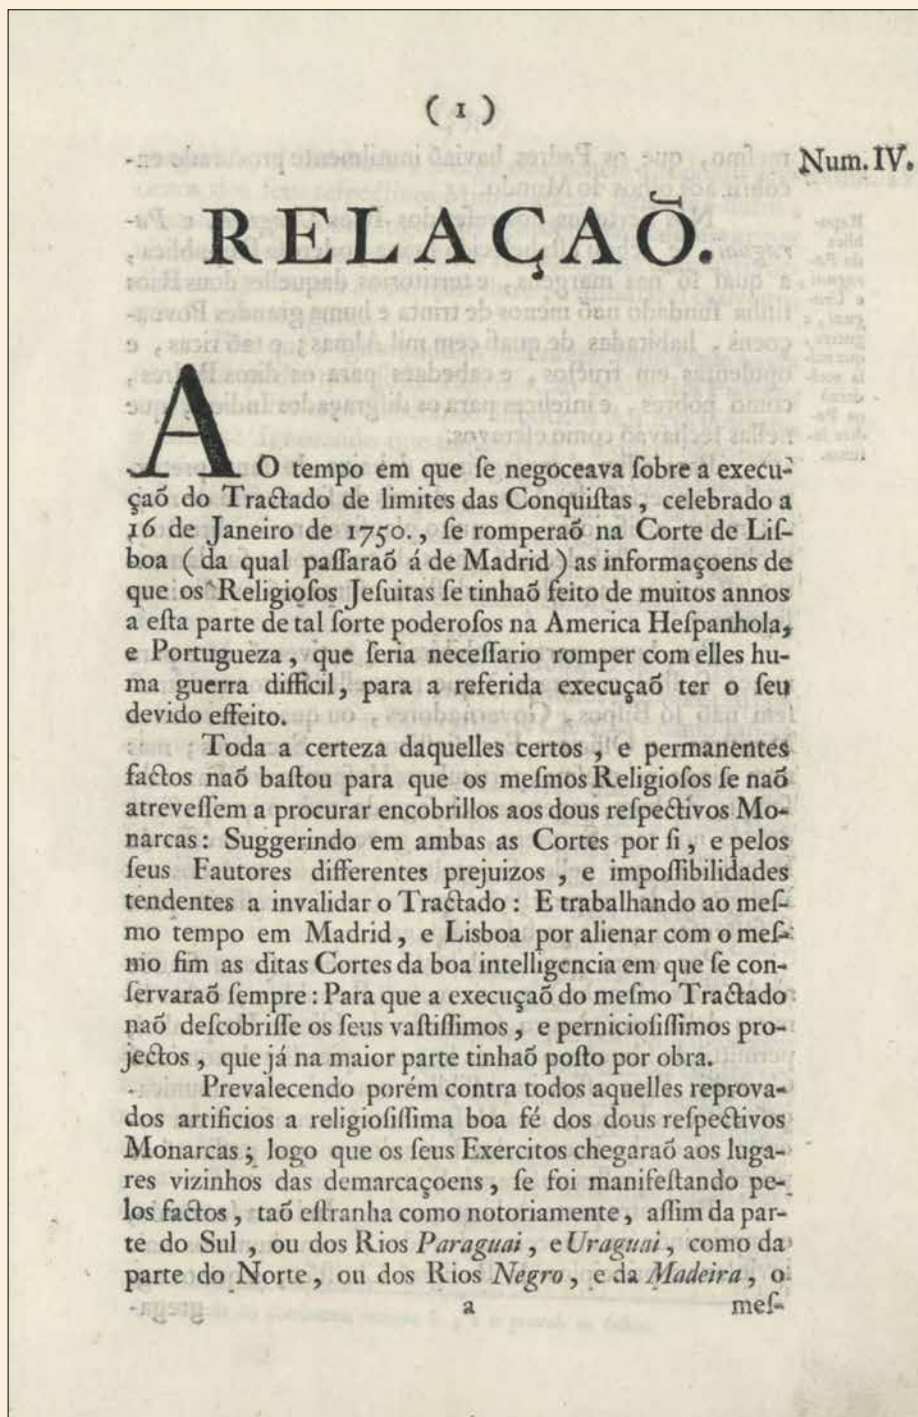 ( 1 )
Num. IV.
RELAÇAÕ.
AO tempo em que ſe negoceava ſobre a execu-
çaõ do Tractado de limites das Conquiſtas, celebrado a
16 de Janeiro de 1750., ſe romperaõ na Corte de Liſ-
boa ( da qual paſſaraõ á de Madrid ) as informaçoens de
que os Religioſos Jeſuitas ſe tinhaõ feito de muitos annos
a eſta parte de tal ſorte poderoſos na America Heſpanhola,
e Portugueza, que ſeria neceſſario romper com elles hu-
ma guerra difficil, para a referida execuçaõ ter o ſeu
devido effeito.
Toda a certeza daquelles certos, e permanentes
factos naõ baſtou para que os meſmos Religioſos ſe naõ
atreveſſem a procurar encobrillos aos dous reſpectivos Mo-
narcas: Suggerindo em ambas as Cortes por ſi, e pelos
ſeus Fautores differentes prejuizos, e impoſſibilidades
tendentes a invalidar o Tractado: E trabalhando ao meſ-
mo tempo em Madrid, e Lisboa por alienar com o meſ-
mo fim as ditas Cortes da boa intelligencia em que ſe con-
ſervaraõ ſempre: Para que a execuçaõ do meſmo Tractado
naõ deſcobriſſe os ſeus vaſtiſſimos, e pernicioſiſſimos pro-
jectos, que já na maior parte tinhaõ poſto por obra.
Prevalecendo porém contra todos aquelles reprova-
dos artificios a religioſiſſima boa fé dos dous reſpectivos
Monarcas; logo que os ſeus Exercitos chegaraõ aos luga-
res vizinhos das demarcaçoens, ſe foi manifeſtando pe-
los factos, taõ eſtranha como notoriamente, aſſim da par-
te do Sul, ou dos Rios Paraguai, e Uraguai, como da
parte do Norte, ou dos Rios Negro, e da Madeira, o
a meſ-